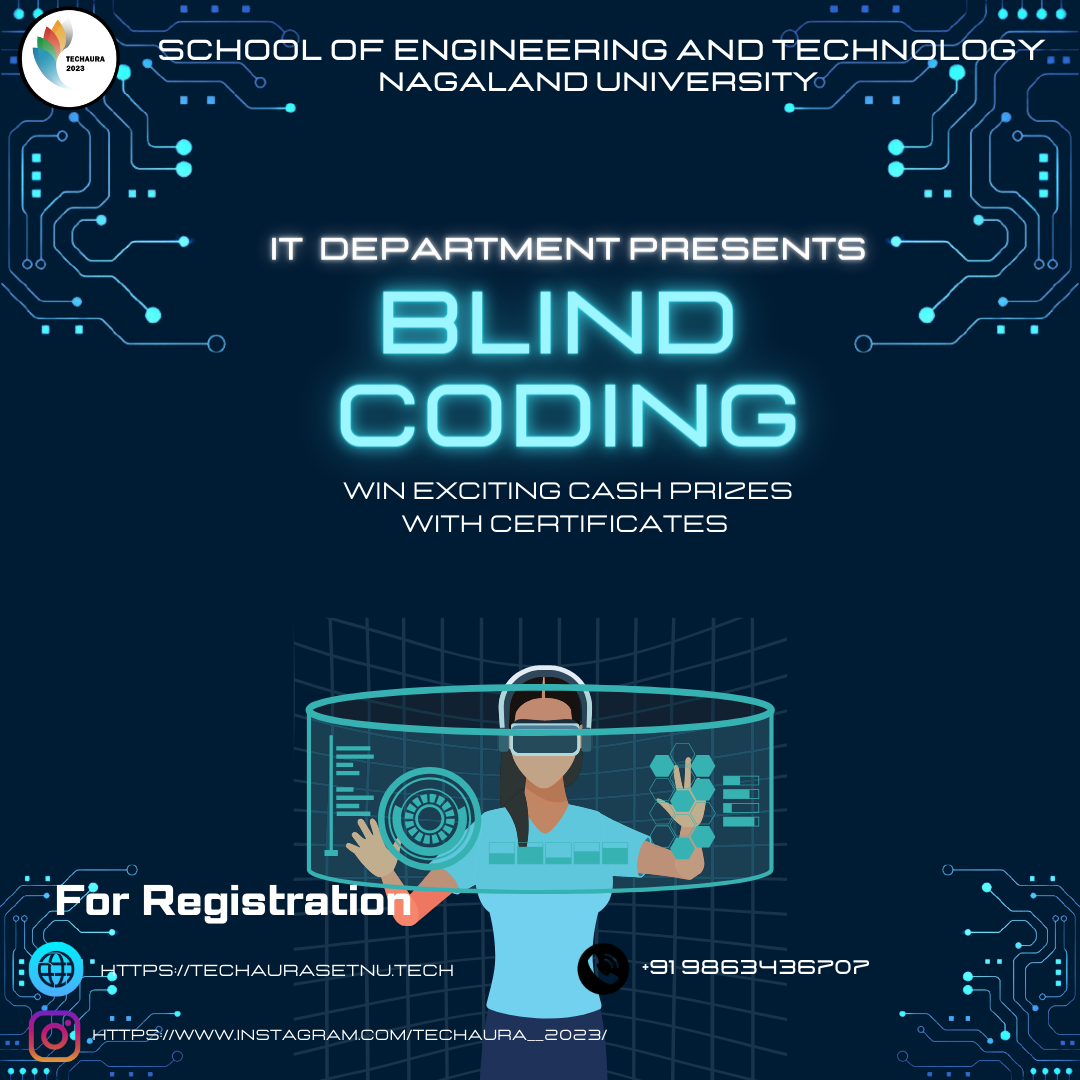 TECHAURA
2023
SCHOOL OF ENGINEERING AND TECHNOLOGY
NAGALAND UNIVERSITY
IT DEPARTMENT PRESENTS
BLIND
CODING
WIN EXCITING CASH PRIZES
WITH CERTIFICATES
For Registration
HTTPS://TECHAURASETNU.TECH
+91 9863436707
HTTPS://WWW.INSTAGRAM.COM/TECHAURA__2023/